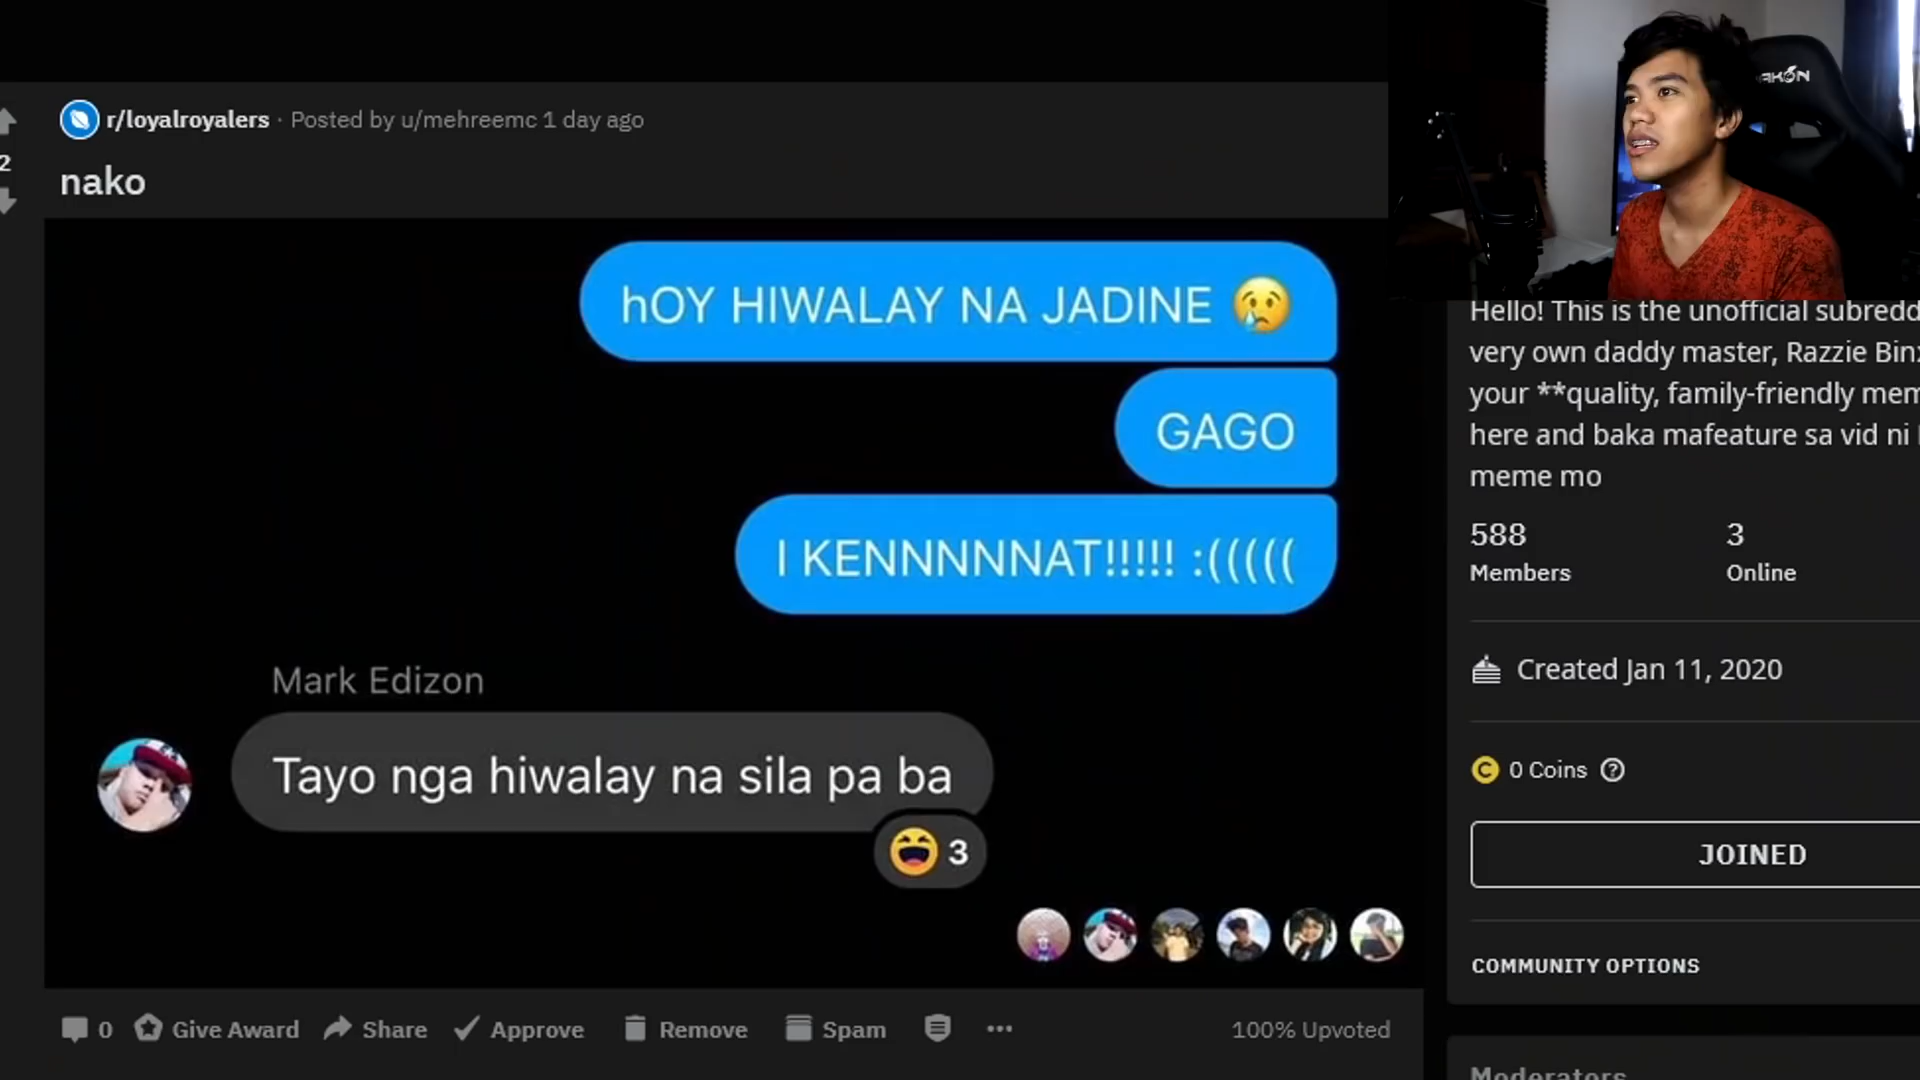 r/loyalroyalers · Posted by u/mehreemc 1 day ago
2
nako
hOY HIWALAY NA JADINE 😢
GAGO
I KENNNNNAT!!!!! :(((((
Mark Edizon
Tayo nga hiwalay na sila pa ba
😆 3
0 Give Award Share Approve Remove Spam ••• 100% Upvoted
Hello! This is the unofficial
very own daddy master, Razzie
your **quality, family-friendly
here and baka mafeature sa vid ni
meme mo
588 3
Members Online
Created Jan 11, 2020
0 Coins
JOINED
COMMUNITY OPTIONS
Moderators